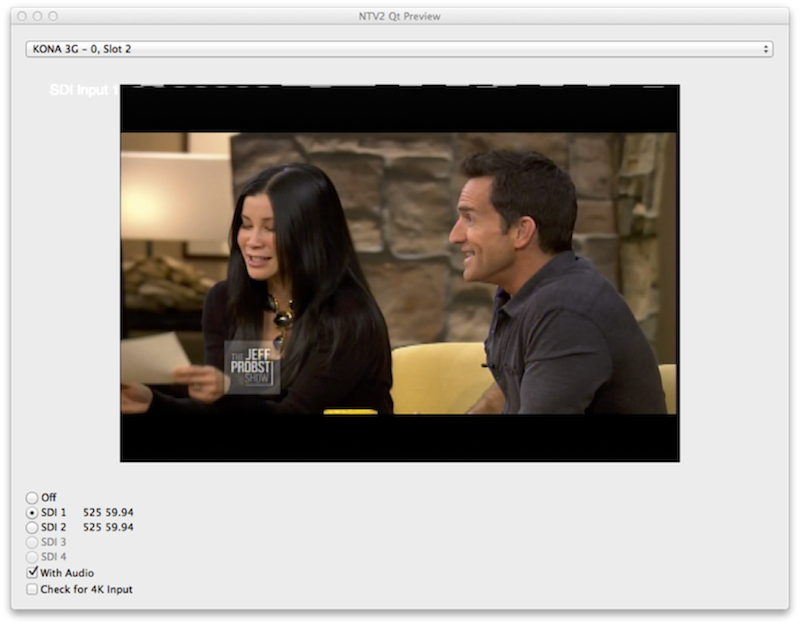 NTV2 Qt Preview
KONA 3G - 0, Slot 2
SDI Input 1
THE
JEFF
PROBST
SHOW
Off
SDI 1 525 59.94
SDI 2 525 59.94
SDI 3
SDI 4
With Audio
Check for 4K Input